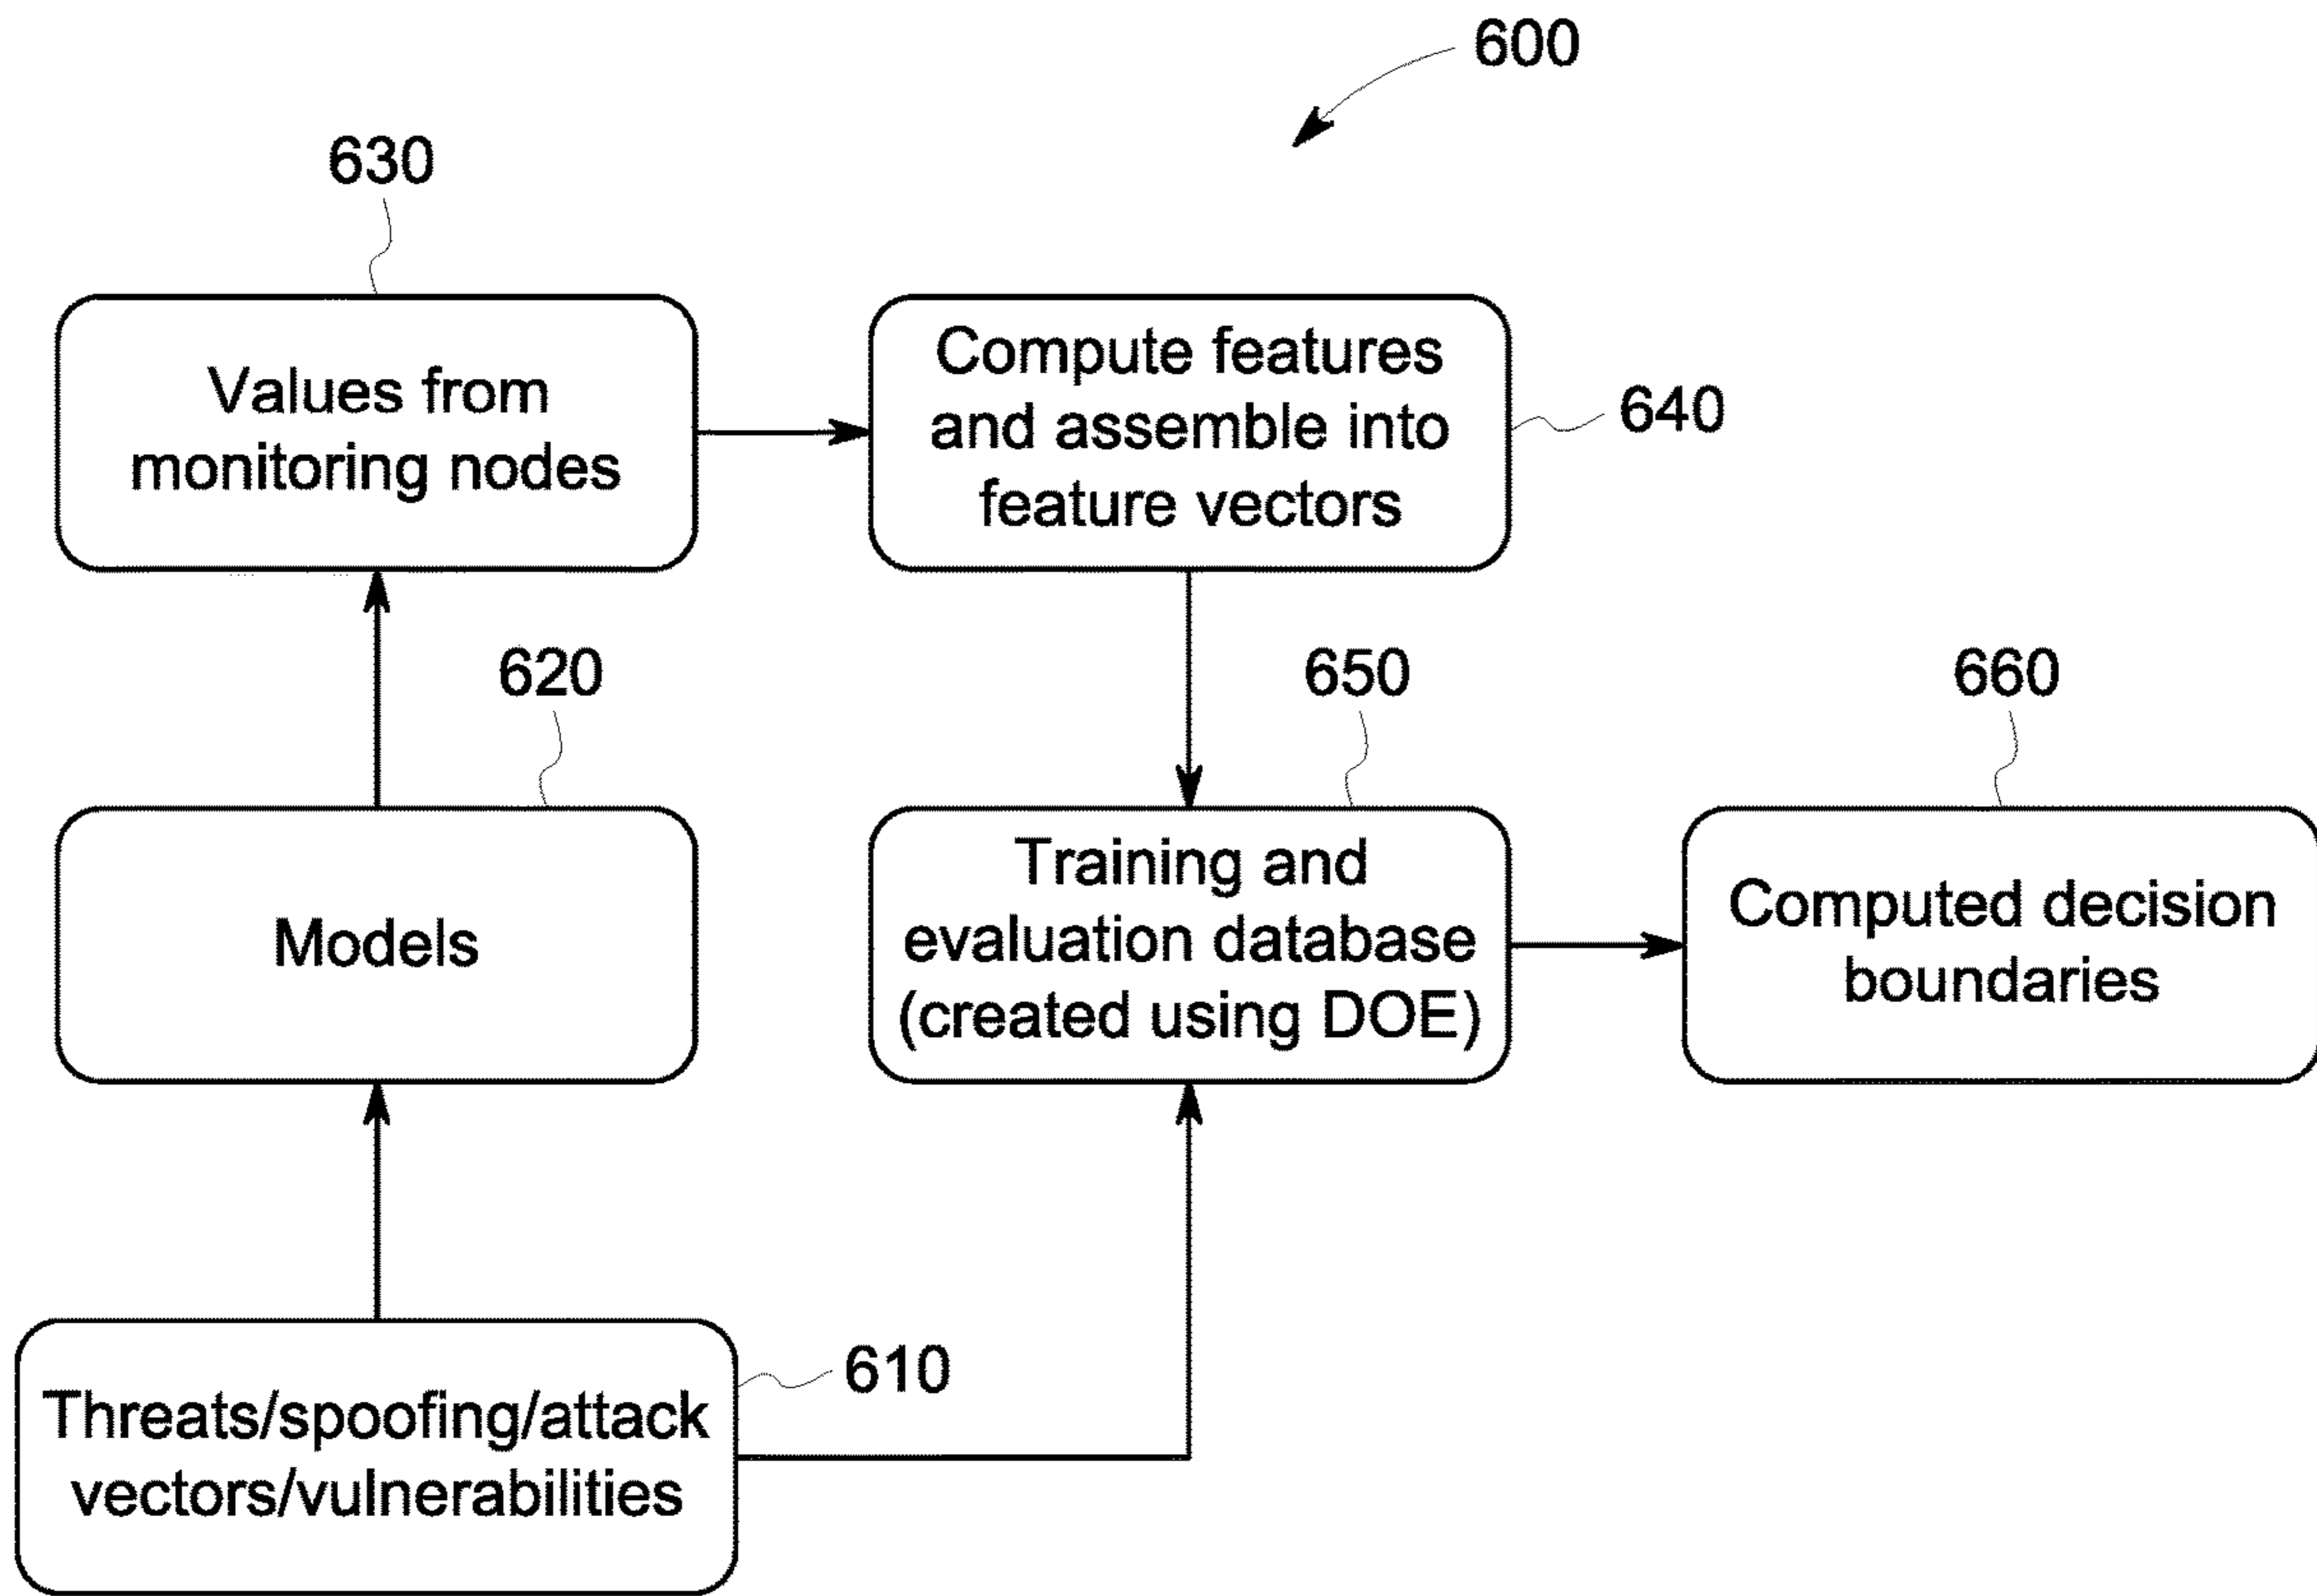 600
630
Values from
monitoring nodes
Compute features
and assemble into
feature vectors
640
620
650
660
Models
Training and
evaluation database
(created using DOE)
Computed decision
boundaries
610
Threats/spoofing/attack
vectors/vulnerabilities